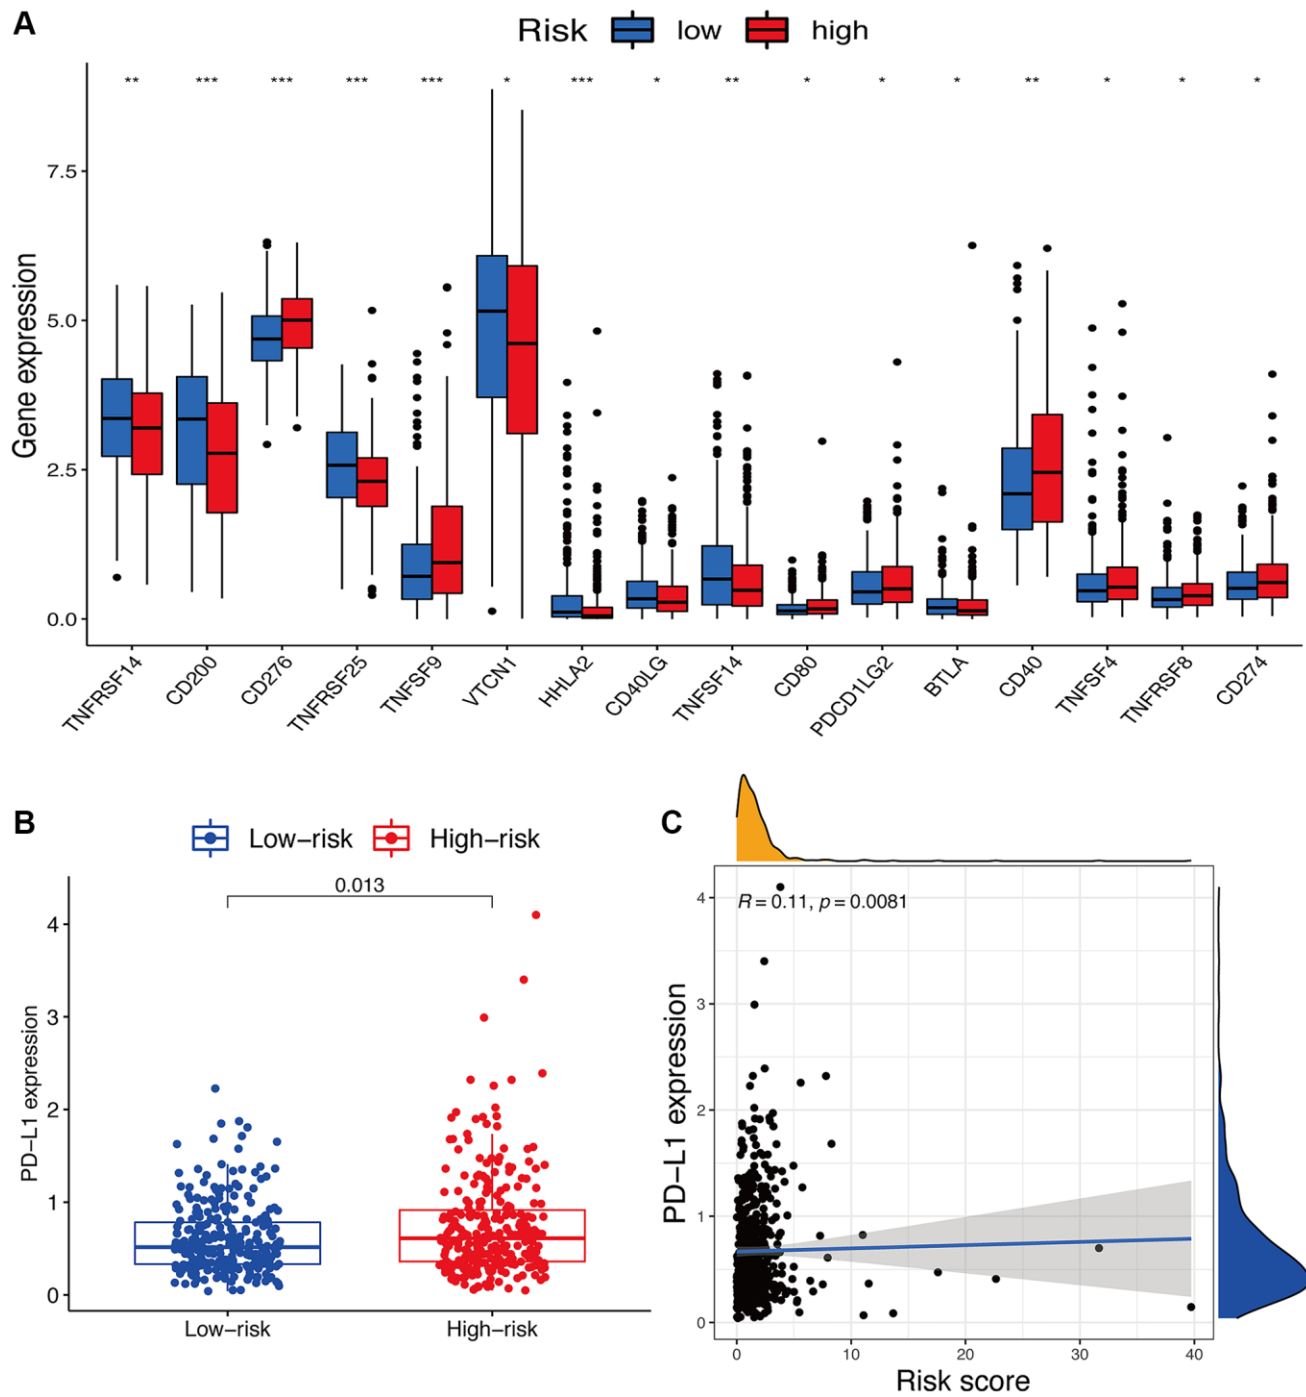 A
Risk low high
** *** *** *** *** * *** * ** * * * ** * * *
Gene expression
7.5
5.0
2.5
0.0
TNFRSF14 CD200 CD276 TNFRSF25 TNFSF9 VTCN1 HHLA2 CD40LG TNFSF14 CD80 PDCD1LG2 BTLA CD40 TNFSF4 TNFRSF8 CD274
B
Low-risk High-risk
0.013
PD-L1 expression
4
3
2
1
0
Low-risk High-risk
C
R = 0.11, p = 0.0081
PD-L1 expression
4
3
2
1
0
0 10 20 30 40
Risk score